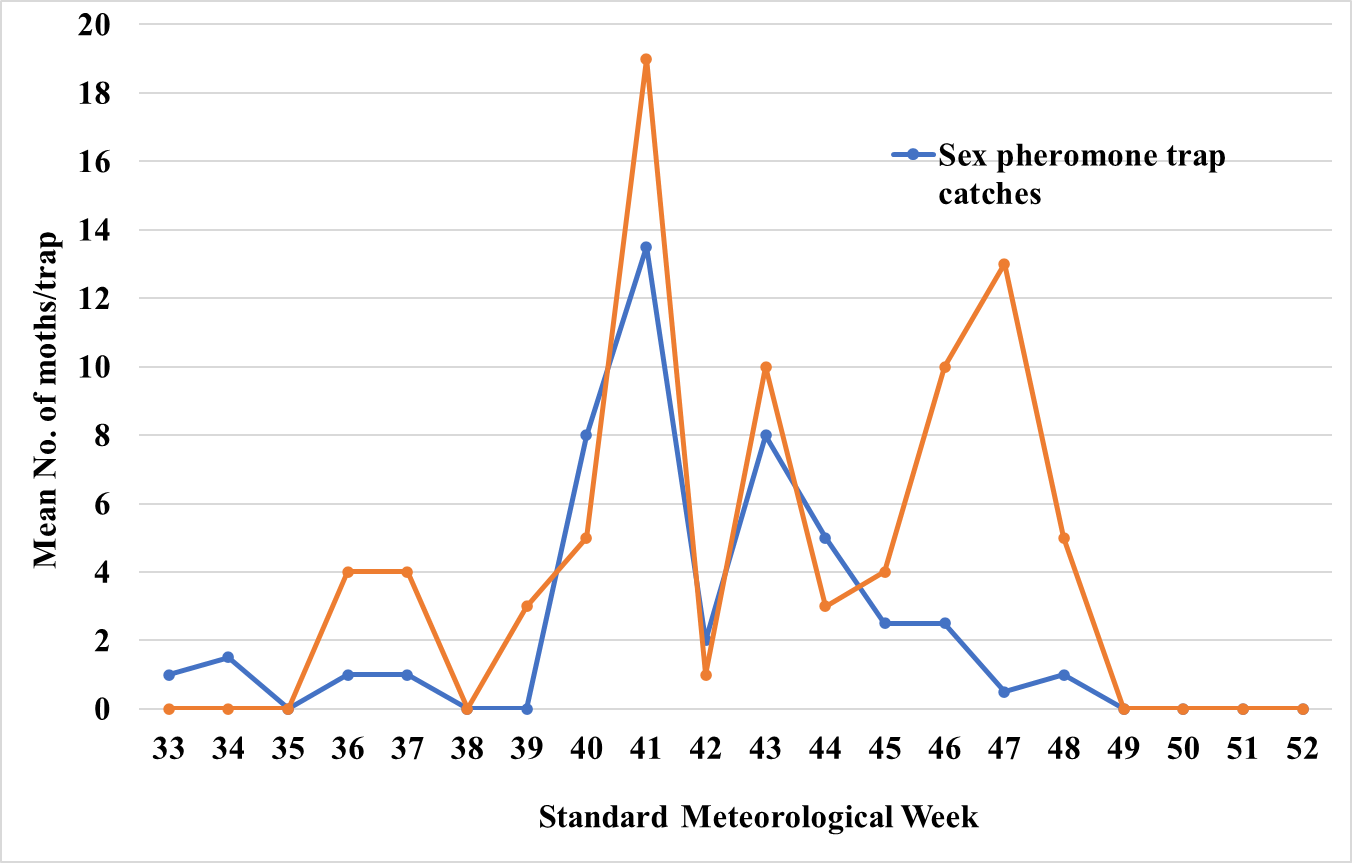 20
18
16
14
12
10
8
6
4
2
0
Mean No. of moths/trap
Sex pheromone trap
catches
33 34 35 36 37 38 39 40 41 42 43 44 45 46 47 48 49 50 51 52
Standard Meteorological Week